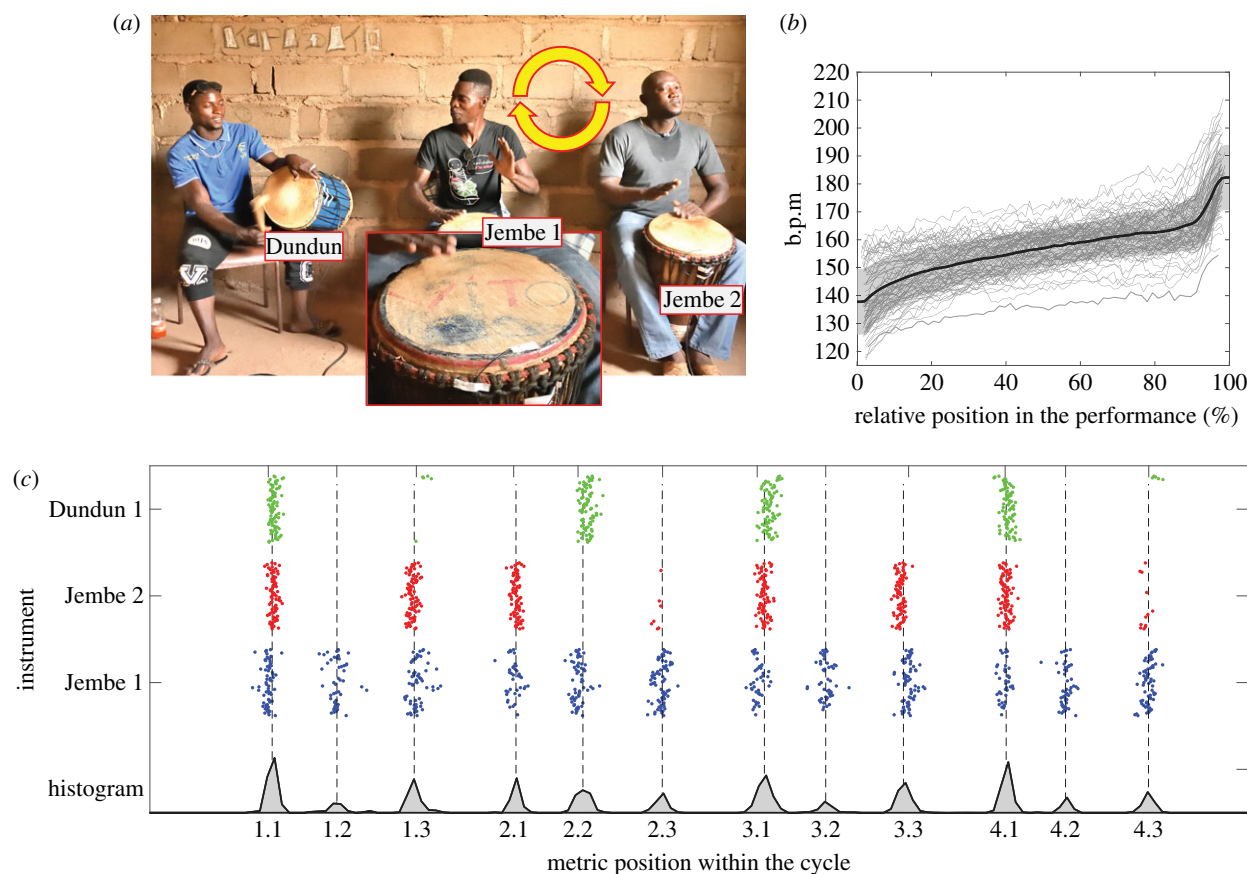 (a)
Dundun
Jembe 1
Jembe 2
(b)
220
210
200
190
180
170
160
150
140
130
120
b.p.m
0
20
40
60
80
100
relative position in the performance (%)
(c)
Dundun 1
Jembe 2
Jembe 1
histogram
instrument
1.1 1.2 1.3 2.1 2.2 2.3 3.1 3.2 3.3 4.1 4.2 4.3
metric position within the cycle